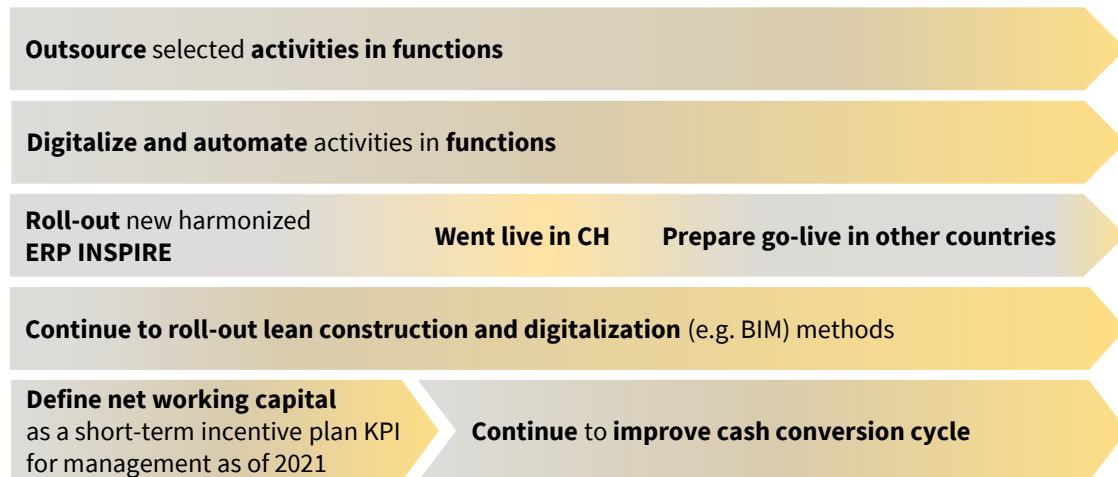 Outsource selected activities in functions
Digitalize and automate activities in functions
Roll-out new harmonized
ERP INSPIRE
Went live in CH
Prepare go-live in other countries
Continue to roll-out lean construction and digitalization (e.g. BIM) methods
Define net working capital
as a short-term incentive plan KPI
for management as of 2021
Continue to improve cash conversion cycle